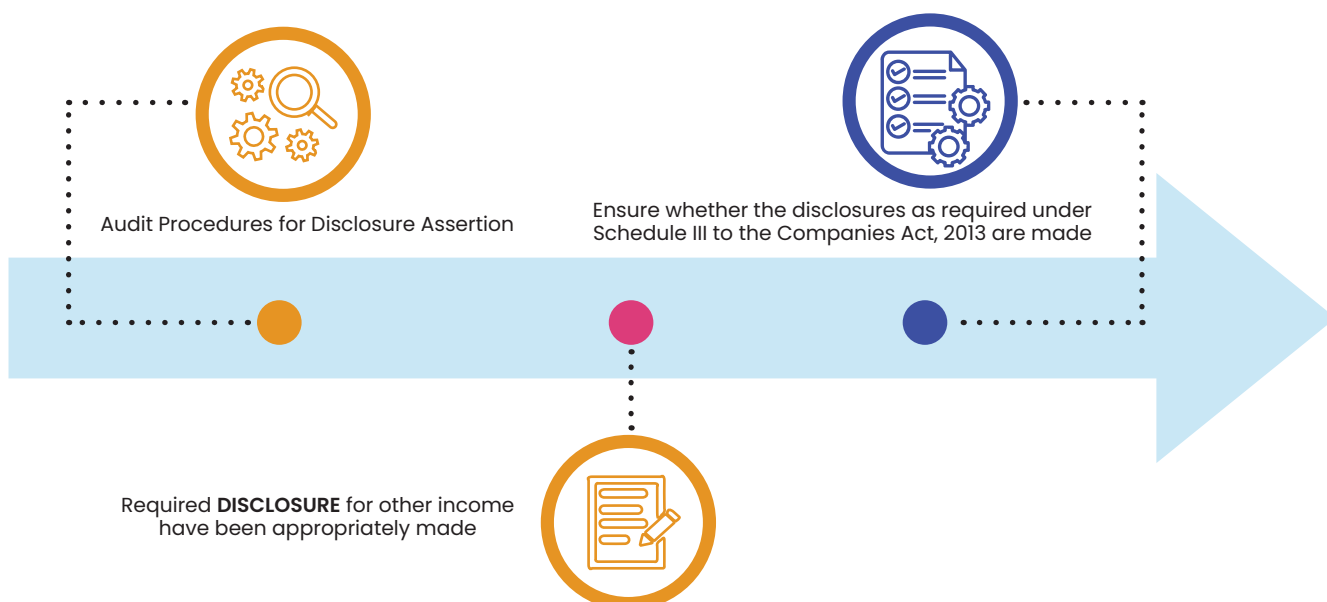 Audit Procedures for Disclosure Assertion
Ensure whether the disclosures as required under
Schedule III to the Companies Act, 2013 are made
Required DISCLOSURE for other income
have been appropriately made